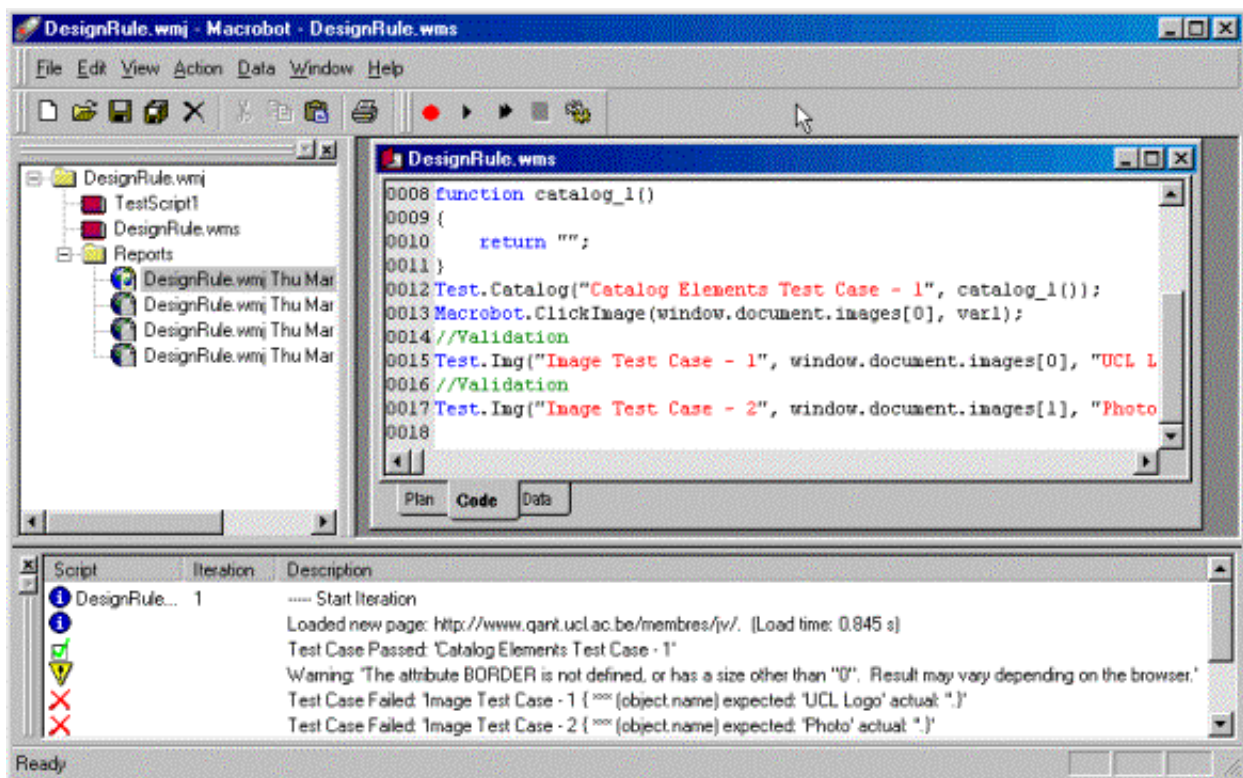 DesignRule.wmj - Macrobot - DesignRule.wms
File Edit View Action Data Window Help
DesignRule.wmj
TestScript1
DesignRule.wms
Reports
DesignRule.wmj Thu Mar
DesignRule.wmj Thu Mar
DesignRule.wmj Thu Mar
DesignRule.wmj Thu Mar
DesignRule.wms
0008 function catalog_1()
0009 {
0010 return "";
0011 }
0012 Test.Catalog("Catalog Elements Test Case - 1", catalog_1());
0013 Macrobot.ClickImage(window.document.images[0], var1);
0014 //Validation
0015 Test.Img("Image Test Case - 1", window.document.images[0], "UCL L
0016 //Validation
0017 Test.Img("Image Test Case - 2", window.document.images[1], "Photo
0018
Plan Code Data
Script Iteration Description
DesignRule... 1 ----- Start Iteration
Loaded new page: http://www.qant.ucl.ac.be/membres/jv/. (Load time: 0.845 s)
Test Case Passed: 'Catalog Elements Test Case - 1'
Warning: 'The attribute BORDER is not defined, or has a size other than "0". Result may vary depending on the browser.'
Test Case Failed: 'Image Test Case - 1 { (object.name) expected: 'UCL Logo' actual: ''.}'
Test Case Failed: 'Image Test Case - 2 { (object.name) expected: 'Photo' actual: ''.}'
Ready